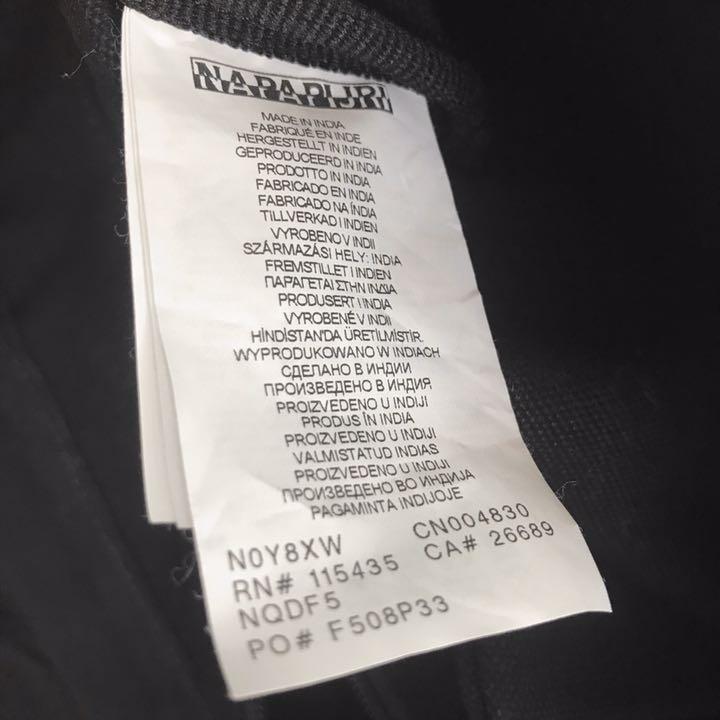 NAPAPIJRI
MADE IN INDIA
FABRIQUÉ EN INDE
HERGESTELLT IN INDIEN
GEPRODUCEERD IN INDIA
PRODOTTO IN INDIA
FABRICADO EN INDIA
FABRICADO NA ÍNDIA
TILLVERKAD I INDIEN
VYROBENO V INDII
SZÁRMAZÁSI HELY: INDIA
FREMSTILLET I INDIEN
ΠΑΡΑΓΕΤΑΙ ΣΤΗΝ ΙΝΔΙΑ
PRODUSERT I INDIA
VYROBENÉ V INDII
HİNDİSTAN'DA ÜRETİLMİSTİR.
WYPRODUKOWANO W INDIACH
СДЕЛАНО В ИНДИИ
ПРОИЗВЕДЕНО В ИНДИЯ
PROIZVEDENO U INDIJI
PRODUS ÎN INDIA
PROIZVEDENO U INDIJI
VALMISTATUD INDIAS
PROIZVEDENO U INDIJI
ПРОИЗВЕДЕНО ВО ИНДИЈА
PAGAMINTA INDIJOJE
N0Y8XW CN004830
RN# 115435 CA# 26689
NQDF5
PO# F508P33